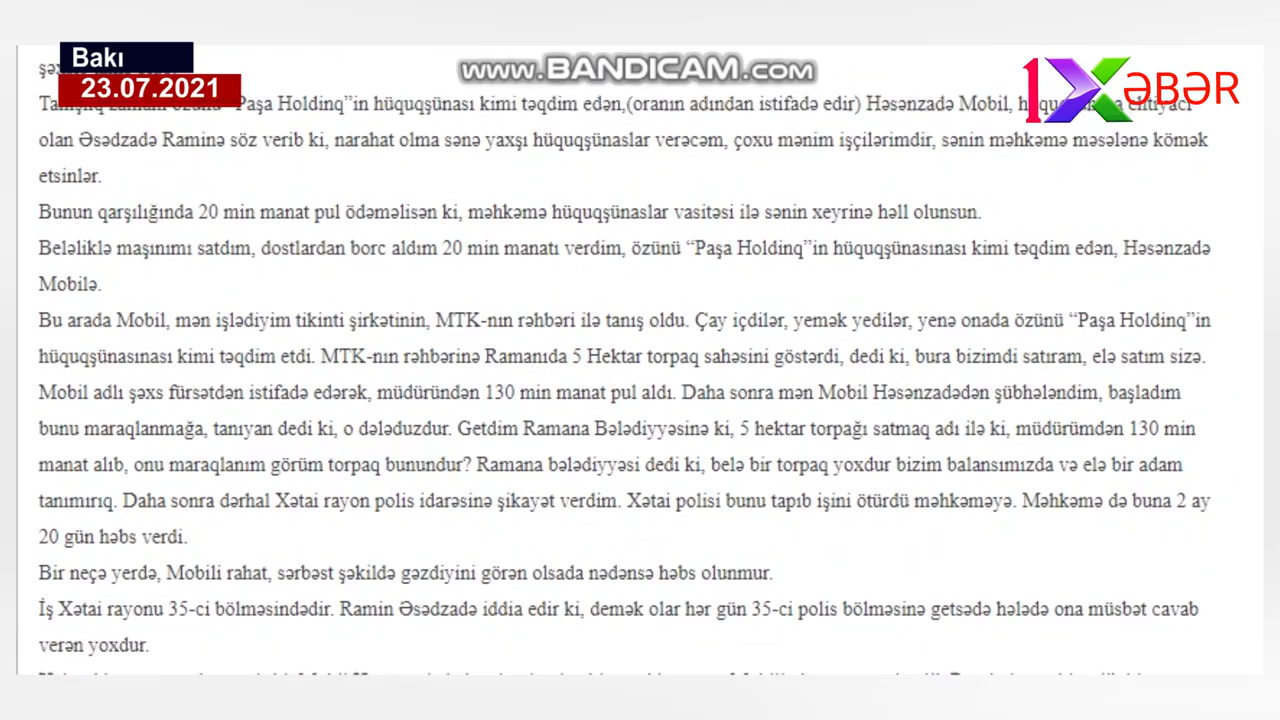 Bakı
23.07.2021
www.BANDICAM.com
1XƏBƏR
Tanışlıq zamanı özünü “Paşa Holdinq”in hüquqşünası kimi təqdim edən,(oranın adından istifadə edir) Həsənzadə Mobil, ehtiyacı
olan Əsədzadə Raminə söz verib ki, narahat olma sənə yaxşı hüquqşünaslar verəcəm, çoxu mənim işçilərimdir, sənin məhkəmə məsələnə kömək
etsinlər.
Bunun qarşılığında 20 min manat pul ödəməlisən ki, məhkəmə hüquqşünaslar vasitəsi ilə sənin xeyrinə həll olunsun.
Beləliklə maşınımı satdım, dostlardan borc aldım 20 min manatı verdim, özünü “Paşa Holdinq”in hüquqşünasınası kimi təqdim edən, Həsənzadə
Mobilə.
Bu arada Mobil, mən işlədiyim tikinti şirkətinin, MTK-nın rəhbəri ilə tanış oldu. Çay içdilər, yemək yedilər, yenə onada özünü “Paşa Holdinq”in
hüquqşünasınası kimi təqdim etdi. MTK-nın rəhbərinə Ramanıda 5 Hektar torpaq sahəsini göstərdi, dedi ki, bura bizimdi satıram, elə satım sizə.
Mobil adlı şəxs fürsətdən istifadə edərək, müdüründən 130 min manat pul aldı. Daha sonra mən Mobil Həsənzadədən şübhələndim, başladım
bunu maraqlanmağa, tanıyan dedi ki, o dələduzdur. Getdim Ramana Bələdiyyəsinə ki, 5 hektar torpağı satmaq adı ilə ki, müdürümdən 130 min
manat alıb, onu maraqlanım görüm torpaq bunundur? Ramana bələdiyyəsi dedi ki, belə bir torpaq yoxdur bizim balansımızda və elə bir adam
tanımırıq. Daha sonra dərhal Xətai rayon polis idarəsinə şikayət verdim. Xətai polisi bunu tapıb işini ötürdü məhkəməyə. Məhkəmə də buna 2 ay
20 gün həbs verdi.
Bir neçə yerdə, Mobili rahat, sərbəst şəkildə gəzdiyini görən olsada nədənsə həbs olunmur.
İş Xətai rayonu 35-ci bölməsindədir. Ramin Əsədzadə iddia edir ki, demək olar hər gün 35-ci polis bölməsinə getsədə hələdə ona müsbət cavab
verən yoxdur.